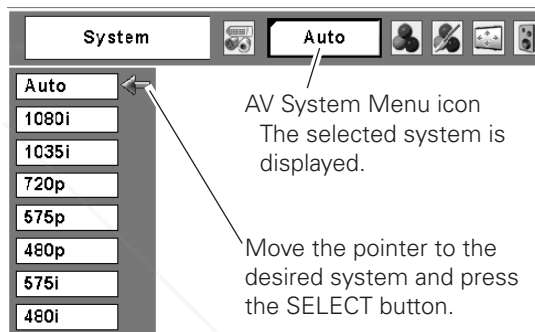 System
Auto
Auto
1080i
1035i
720p
575p
480p
575i
480i
AV System Menu icon
The selected system is
displayed.
Move the pointer to the
desired system and press
the SELECT button.